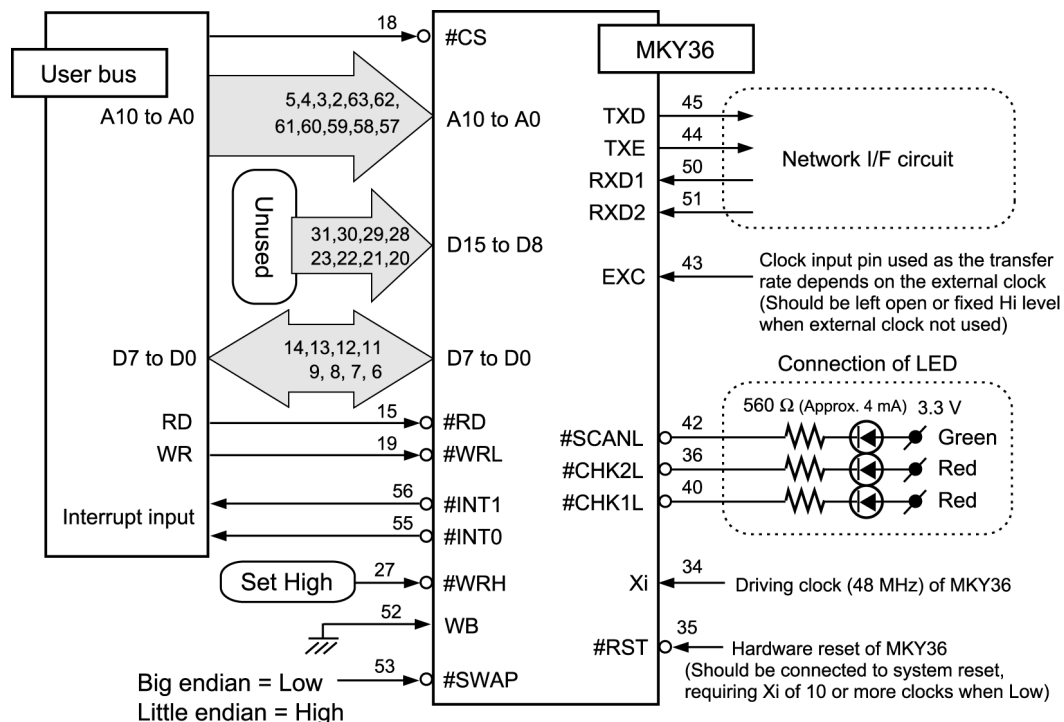 18
#CS
MKY36
User bus
A10 to A0
5,4,3,2,63,62,
61,60,59,58,57
A10 to A0
TXD
45
TXE
44
RXD1
50
RXD2
51
Network I/F circuit
Unused
31,30,29,28
23,22,21,20
D15 to D8
EXC
43
Clock input pin used as the transfer
rate depends on the external clock
(Should be left open or fixed Hi level
when external clock not used)
D7 to D0
14,13,12,11
9, 8, 7, 6
D7 to D0
Connection of LED
560 Ω (Approx. 4 mA) 3.3 V
RD
15
#RD
WR
19
#WRL
#SCANL
42
Green
#CHK2L
36
Red
#CHK1L
40
Red
Interrupt input
56
#INT1
55
#INT0
Set High
27
#WRH
Xi
34
Driving clock (48 MHz) of MKY36
52
WB
#RST
35
Hardware reset of MKY36
(Should be connected to system reset,
requiring Xi of 10 or more clocks when Low)
53
#SWAP
Big endian = Low
Little endian = High